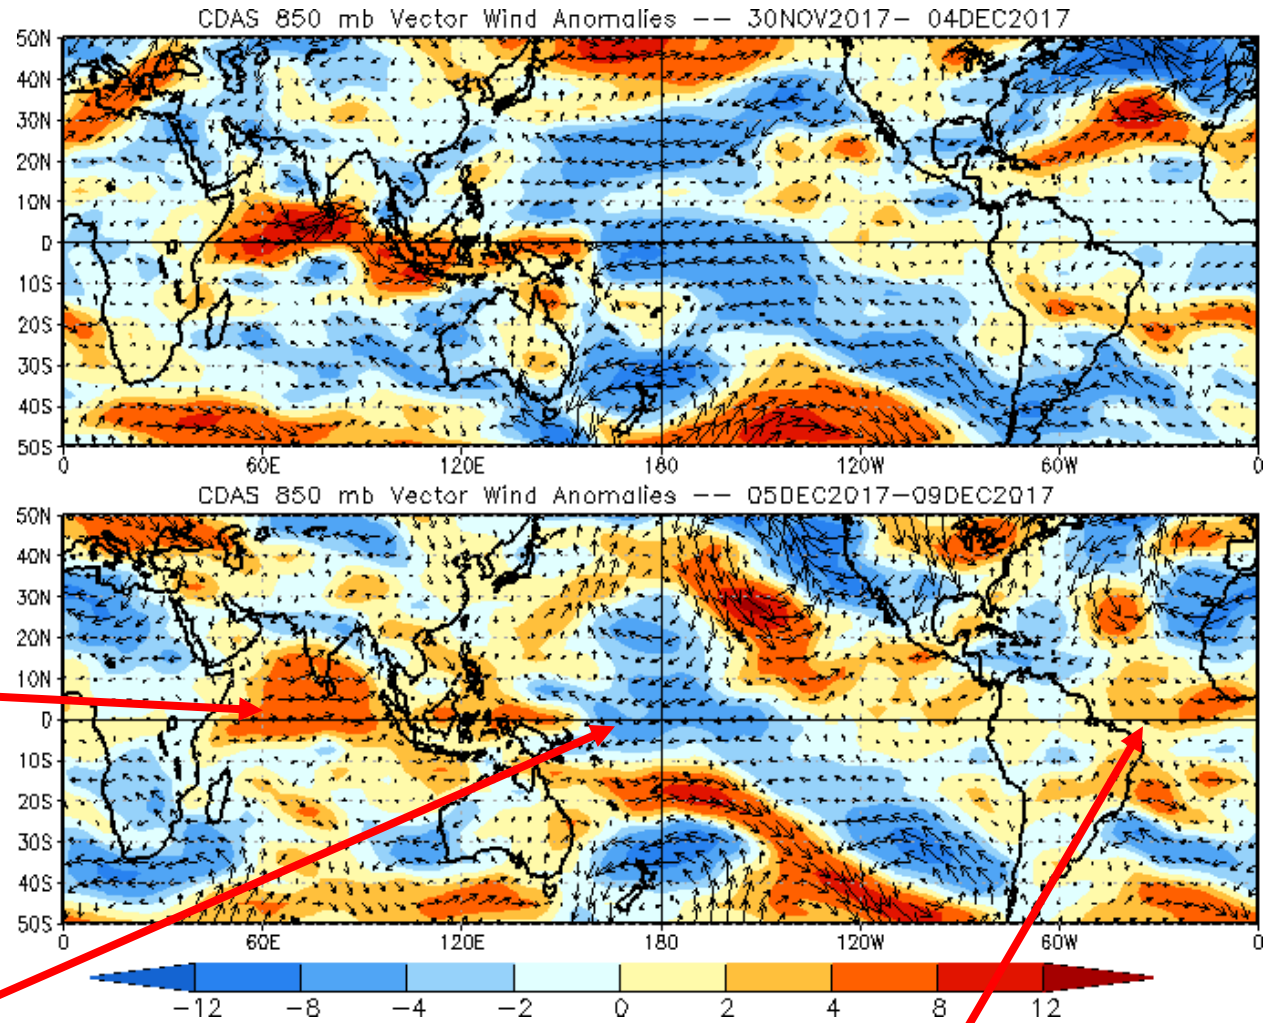 CDAS 850 mb Vector Wind Anomalies -- 30NOV2017- 04DEC2017
50N
40N
30N
20N
10N
0
10S
20S
30S
40S
50S
0 60E 120E 180 120W 60W 0
CDAS 850 mb Vector Wind Anomalies -- 05DEC2017-09DEC2017
50N
40N
30N
20N
10N
0
10S
20S
30S
40S
50S
0 60E 120E 180 120W 60W 0
-12 -8 -4 -2 0 2 4 8 12